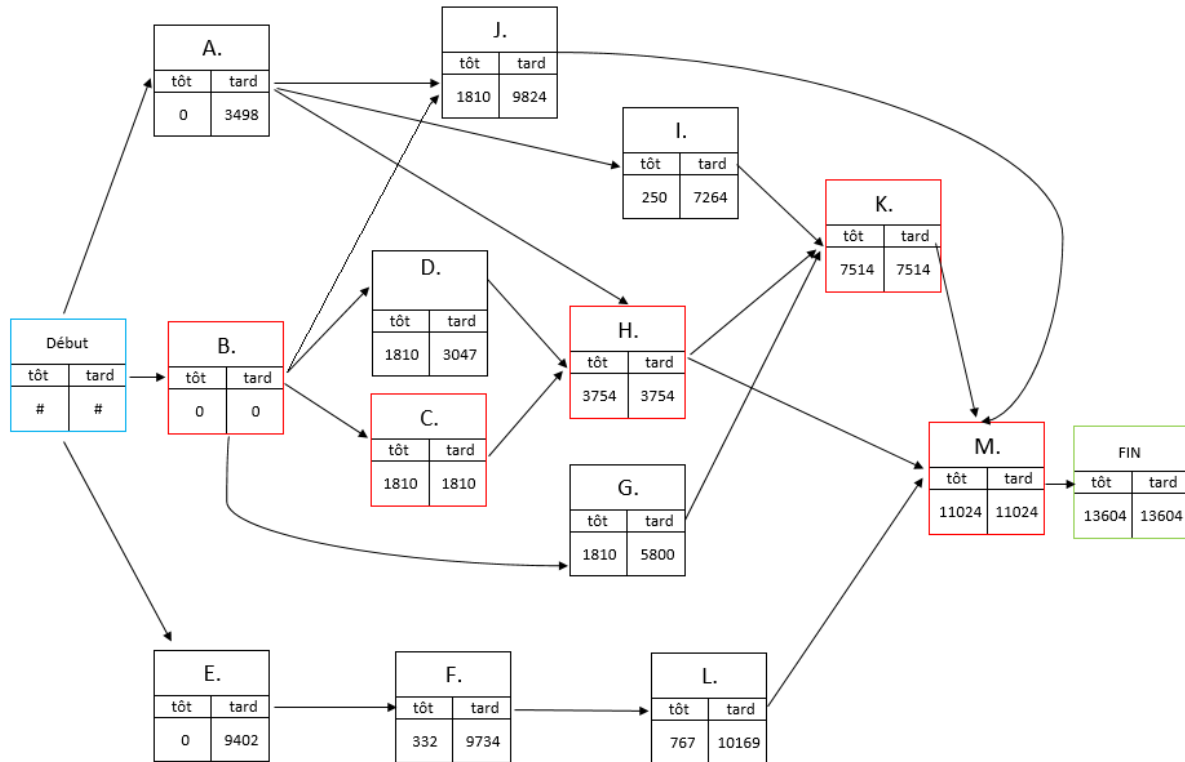 A.
tôt tard
0 3498
J.
tôt tard
1810 9824
I.
tôt tard
250 7264
K.
tôt tard
7514 7514
D.
tôt tard
1810 3047
H.
tôt tard
3754 3754
Début
tôt tard
# #
B.
tôt tard
0 0
C.
tôt tard
1810 1810
G.
tôt tard
1810 5800
M.
tôt tard
11024 11024
FIN
tôt tard
13604 13604
E.
tôt tard
0 9402
F.
tôt tard
332 9734
L.
tôt tard
767 10169